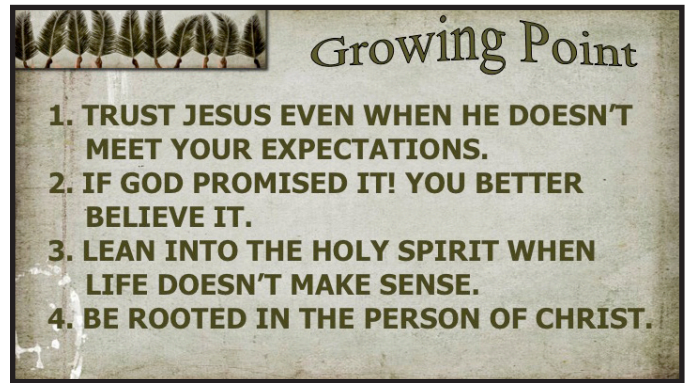 Growing Point
1. TRUST JESUS EVEN WHEN HE DOESN'T
MEET YOUR EXPECTATIONS.
2. IF GOD PROMISED IT! YOU BETTER
BELIEVE IT.
3. LEAN INTO THE HOLY SPIRIT WHEN
LIFE DOESN'T MAKE SENSE.
4. BE ROOTED IN THE PERSON OF CHRIST.